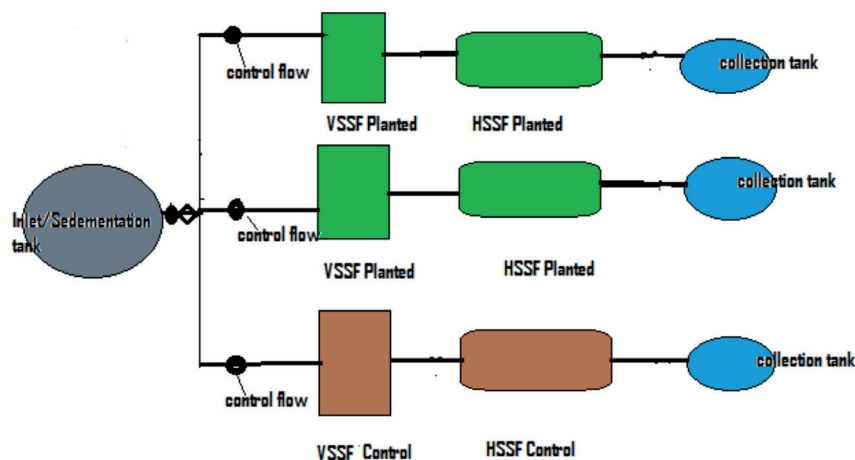 control flow
collection tank
VSSF Planted
HSSF Planted
Inlet/Sedementation
tank
control flow
collection tank
VSSF Planted
HSSF Planted
control flow
collection tank
VSSF Control
HSSF Control